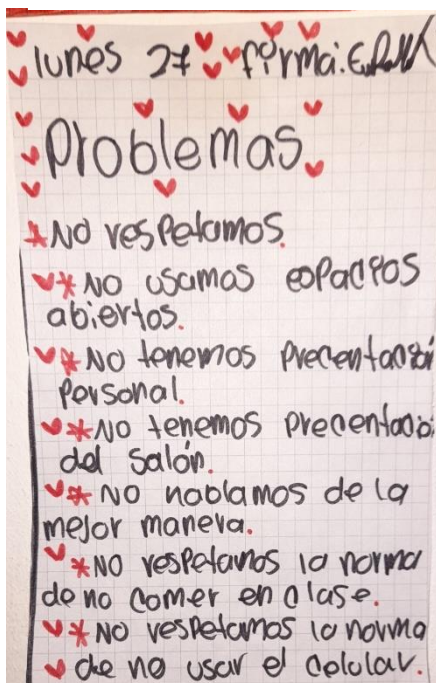 lunes 27 firma:
Problemas.
*No respetamos.
*No usamos espacios
abiertos.
*No tenemos precentación
Personal.
*No tenemos precentació
del salón.
*No hablamos de la
mejor manera.
*No respetamos la norma
de no comer en clase.
*No respetamos la norma
de no usar el celular.